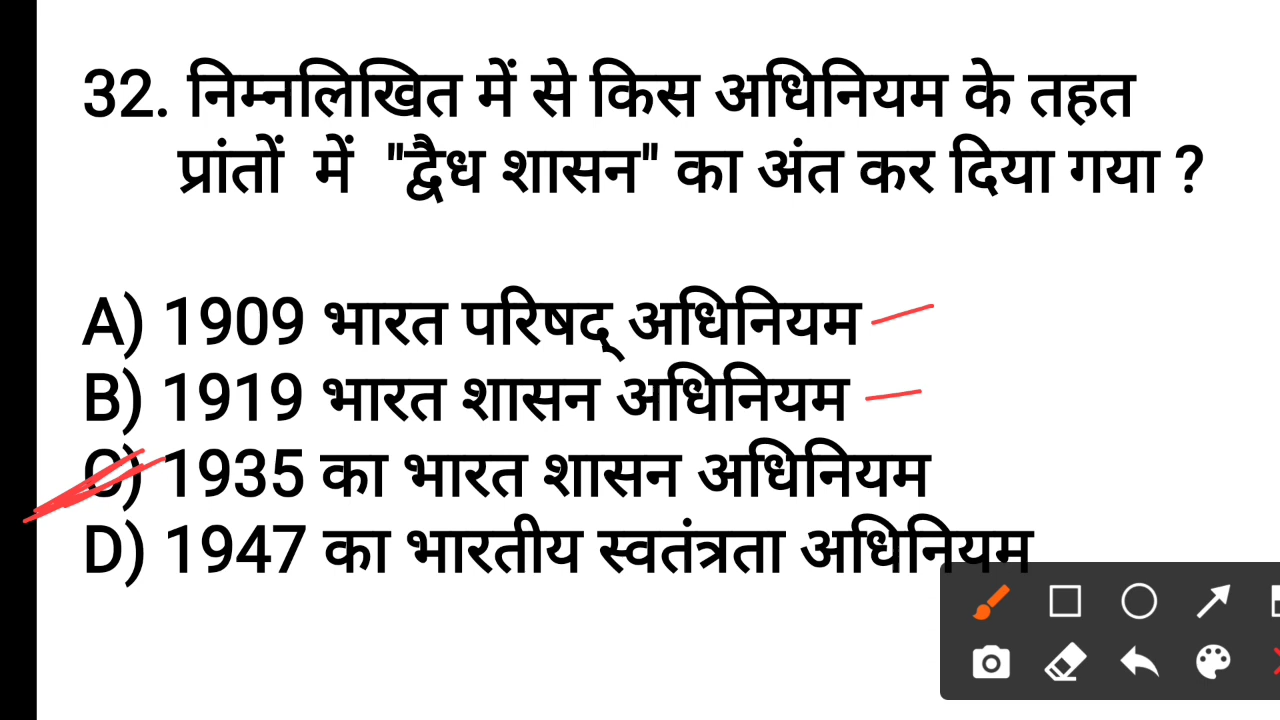 32. निम्नलिखित में से किस अधिनियम के तहत
प्रांतों में "द्वैध शासन" का अंत कर दिया गया ?
A) 1909 भारत परिषद् अधिनियम
B) 1919 भारत शासन अधिनियम
C) 1935 का भारत शासन अधिनियम
D) 1947 का भारतीय स्वतंत्रता अधिनियम